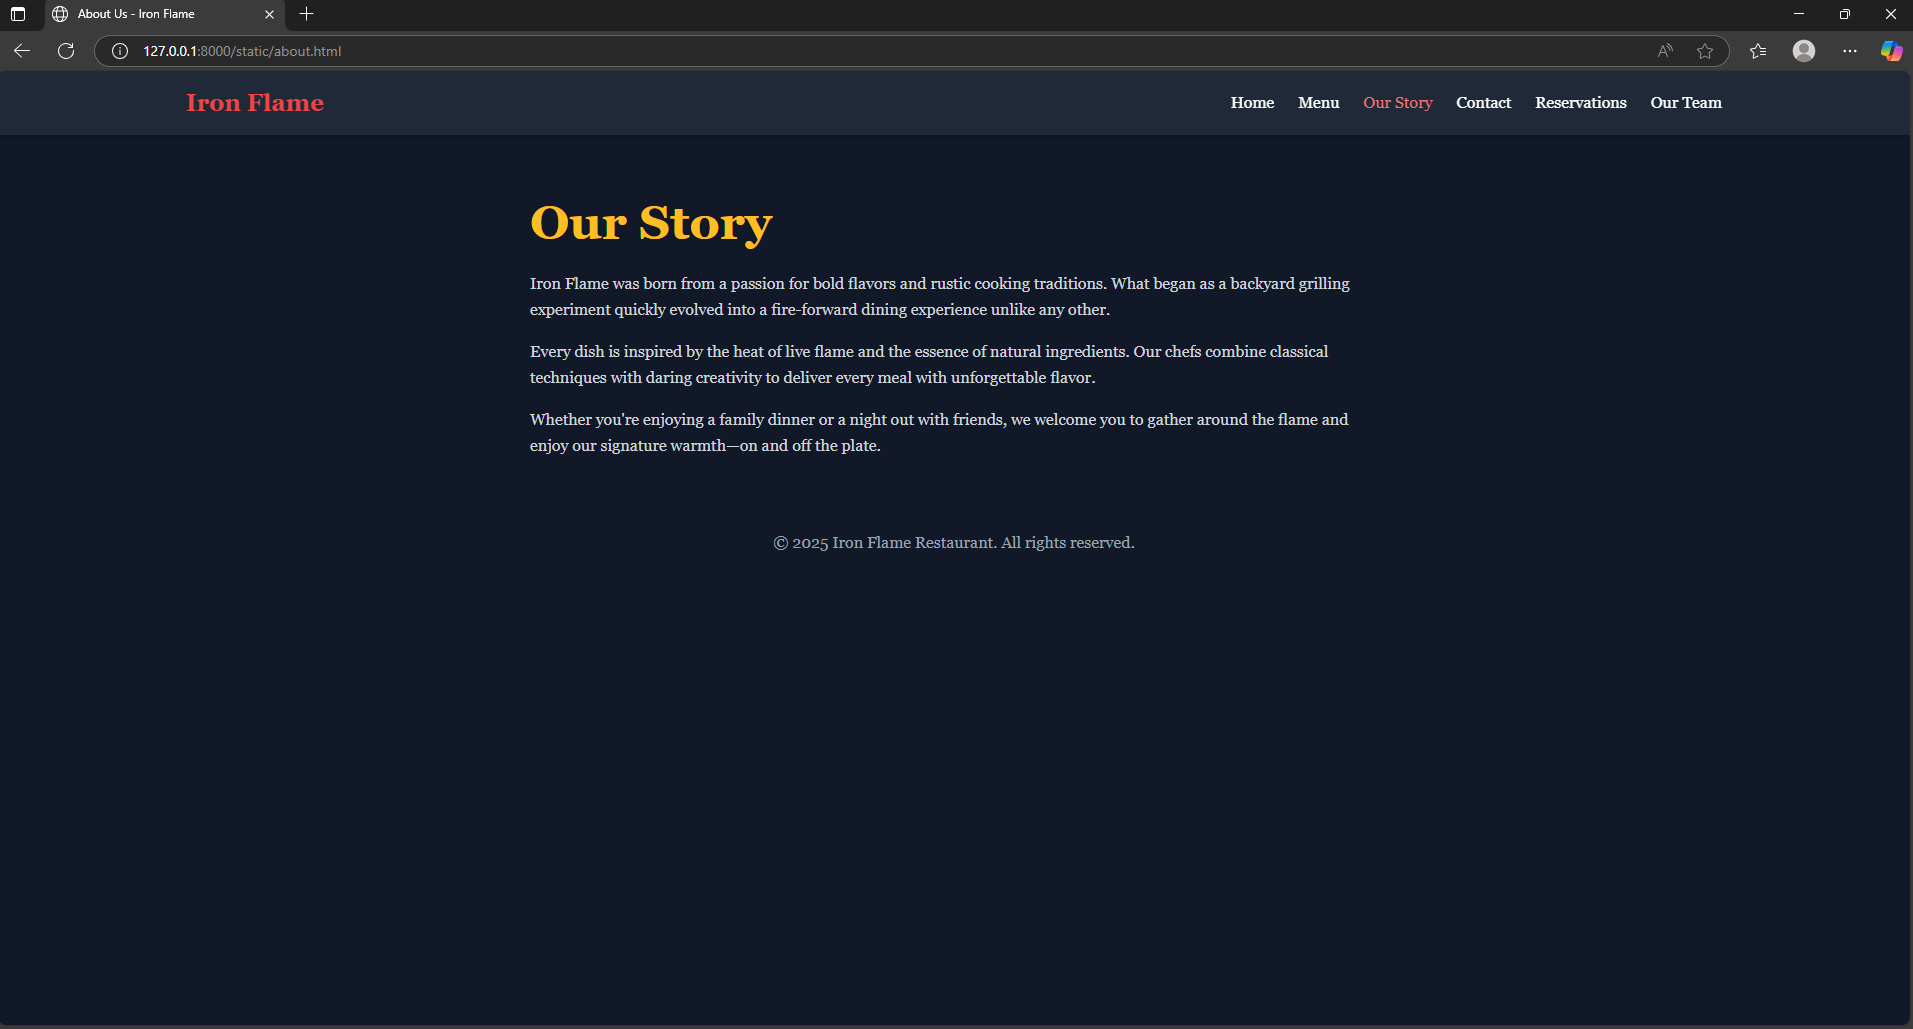 About Us - Iron Flame
127.0.0.1:8000/static/about.html
Iron Flame
Home Menu Our Story Contact Reservations Our Team
Our Story
Iron Flame was born from a passion for bold flavors and rustic cooking traditions. What began as a backyard grilling
experiment quickly evolved into a fire-forward dining experience unlike any other.
Every dish is inspired by the heat of live flame and the essence of natural ingredients. Our chefs combine classical
techniques with daring creativity to deliver every meal with unforgettable flavor.
Whether you're enjoying a family dinner or a night out with friends, we welcome you to gather around the flame and
enjoy our signature warmth—on and off the plate.
© 2025 Iron Flame Restaurant. All rights reserved.